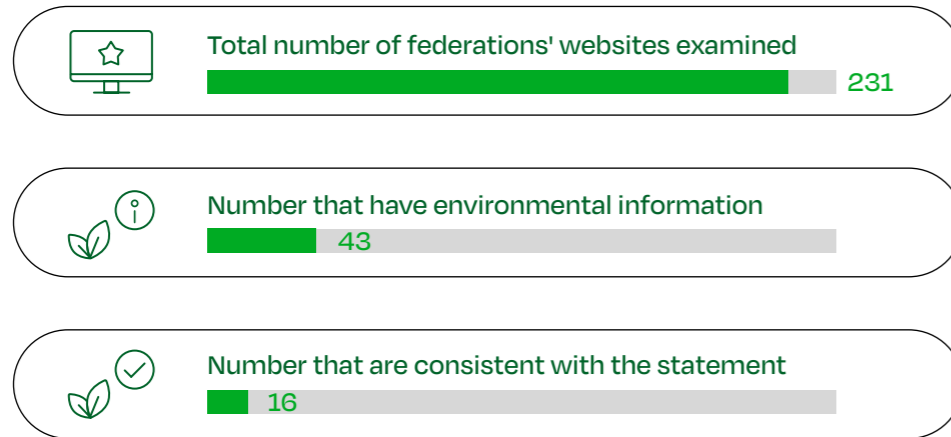 Total number of federations' websites examined
231
Number that have environmental information
43
Number that are consistent with the statement
16